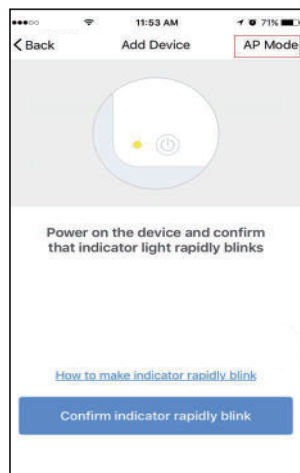 11:53 AM 71%
Back Add Device AP Mode
Power on the device and confirm
that indicator light rapidly blinks
How to make indicator rapidly blink
Confirm indicator rapidly blink